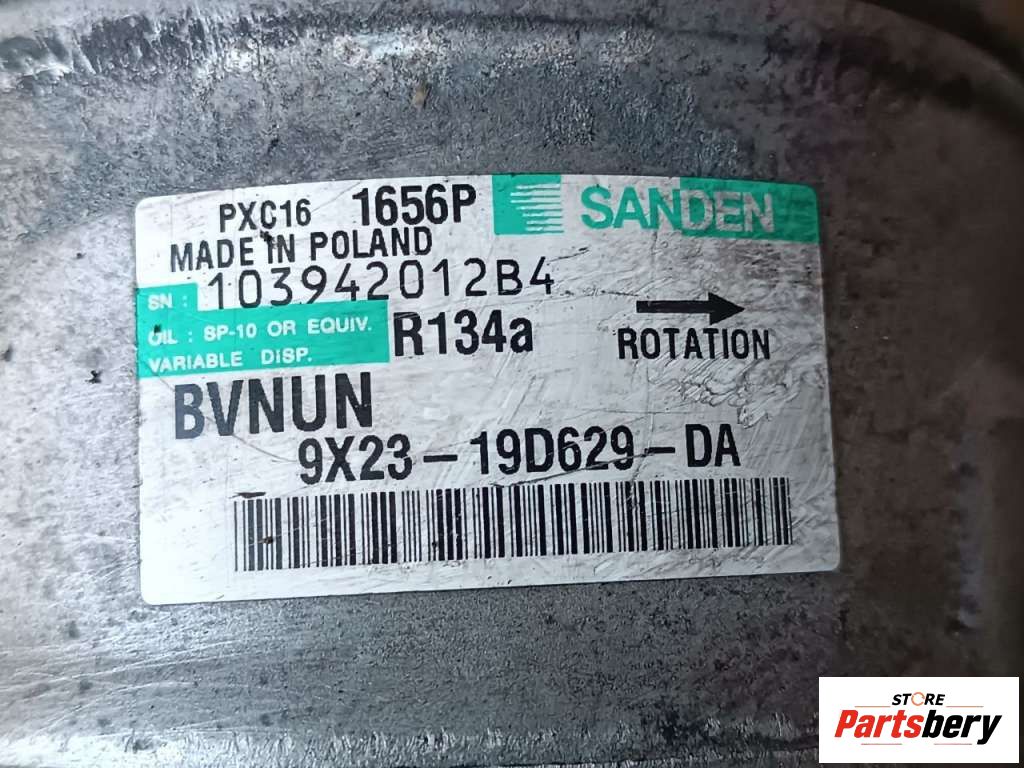 PXC16 1656P SANDEN
MADE IN POLAND
SN: 103942012B4
OIL : SP-10 OR EQUIV. R134a ROTATION
VARIABLE DISP.
BVNUN
9X23-19D629-DA
STORE
Partsbery